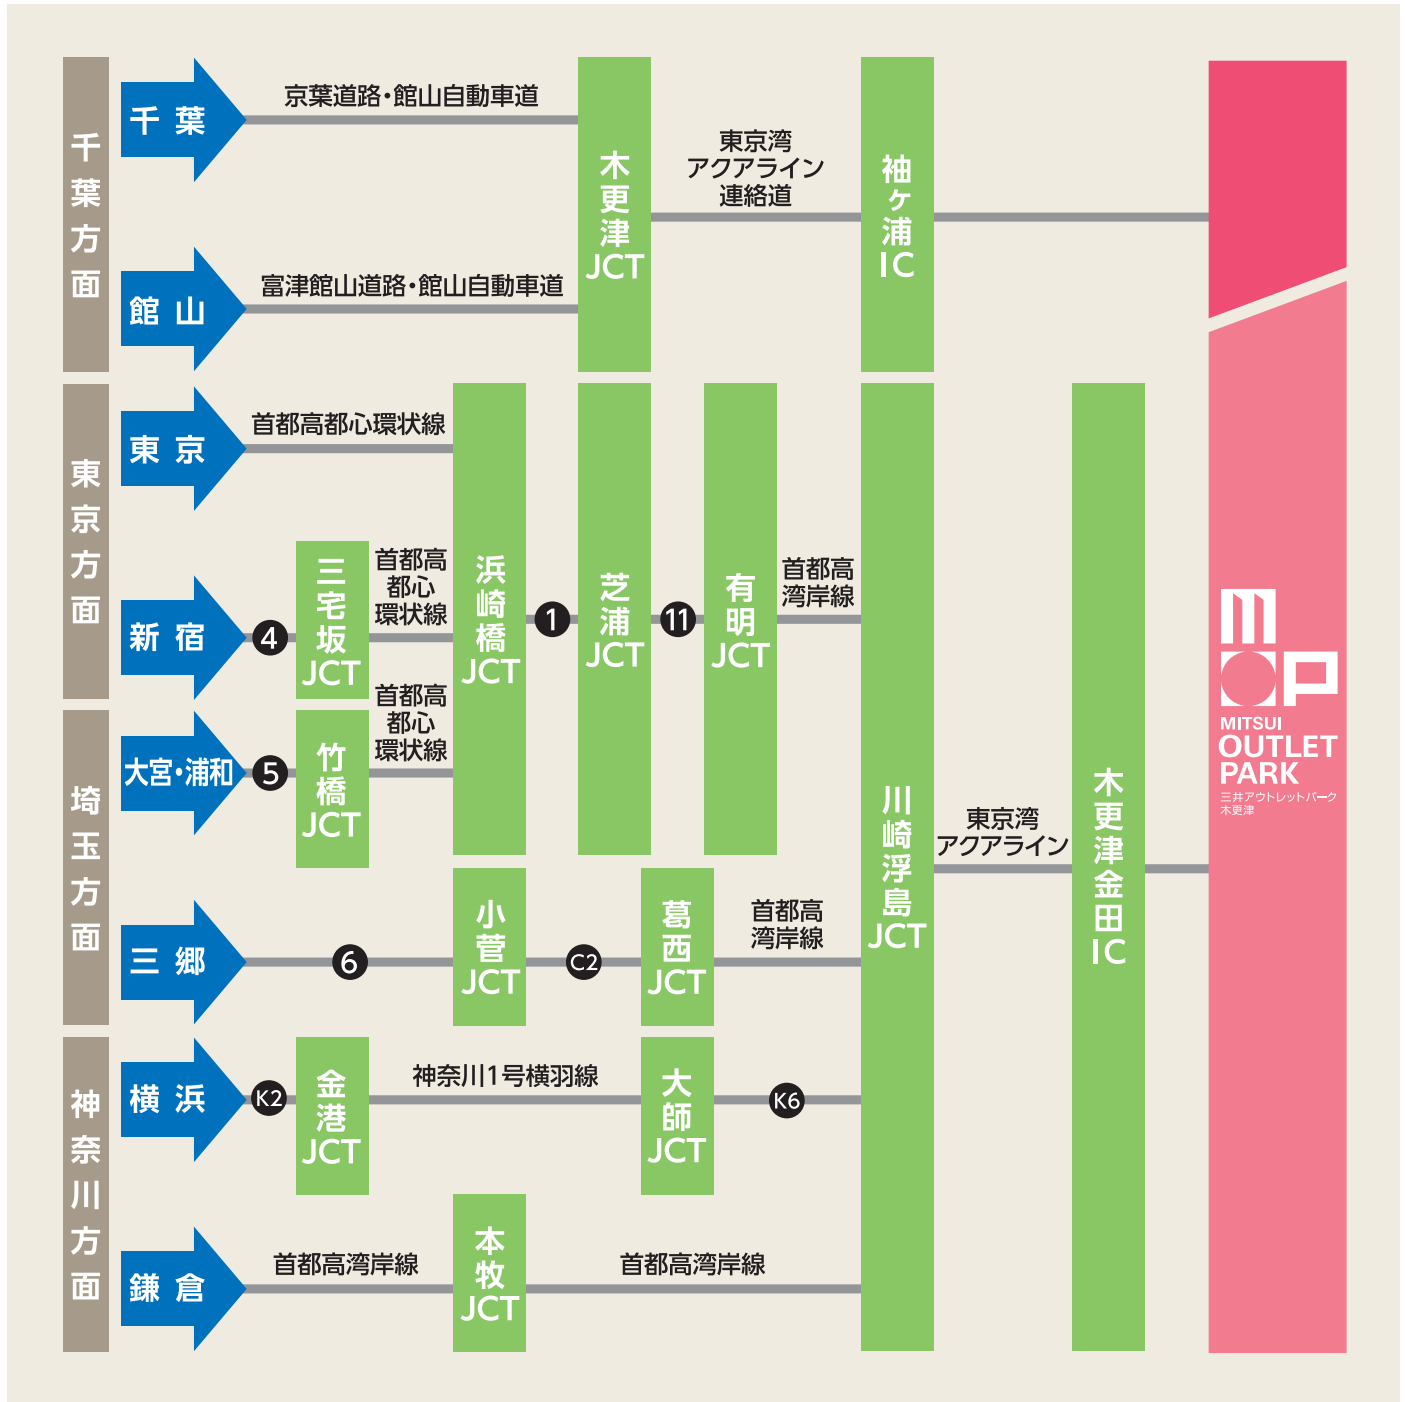 千葉方面
千葉
京葉道路・館山自動車道
木更津JCT
東京湾
アクアライン
連絡道
袖ヶ浦IC
館山
富津館山道路・館山自動車道
東京方面
東京
首都高都心環状線
新宿
4
三宅坂JCT
首都高
都心
環状線
浜崎橋JCT
1
芝浦JCT
11
有明JCT
首都高
湾岸線
埼玉方面
大宮・浦和
5
竹橋JCT
首都高
都心
環状線
三郷
6
小菅JCT
C2
葛西JCT
首都高
湾岸線
川崎浮島JCT
東京湾
アクアライン
木更津金田IC
神奈川方面
横浜
K2
金港JCT
神奈川1号横羽線
大師JCT
K6
鎌倉
首都高湾岸線
本牧JCT
首都高湾岸線
MOP
MITSUI
OUTLET
PARK
三井アウトレットパーク
木更津